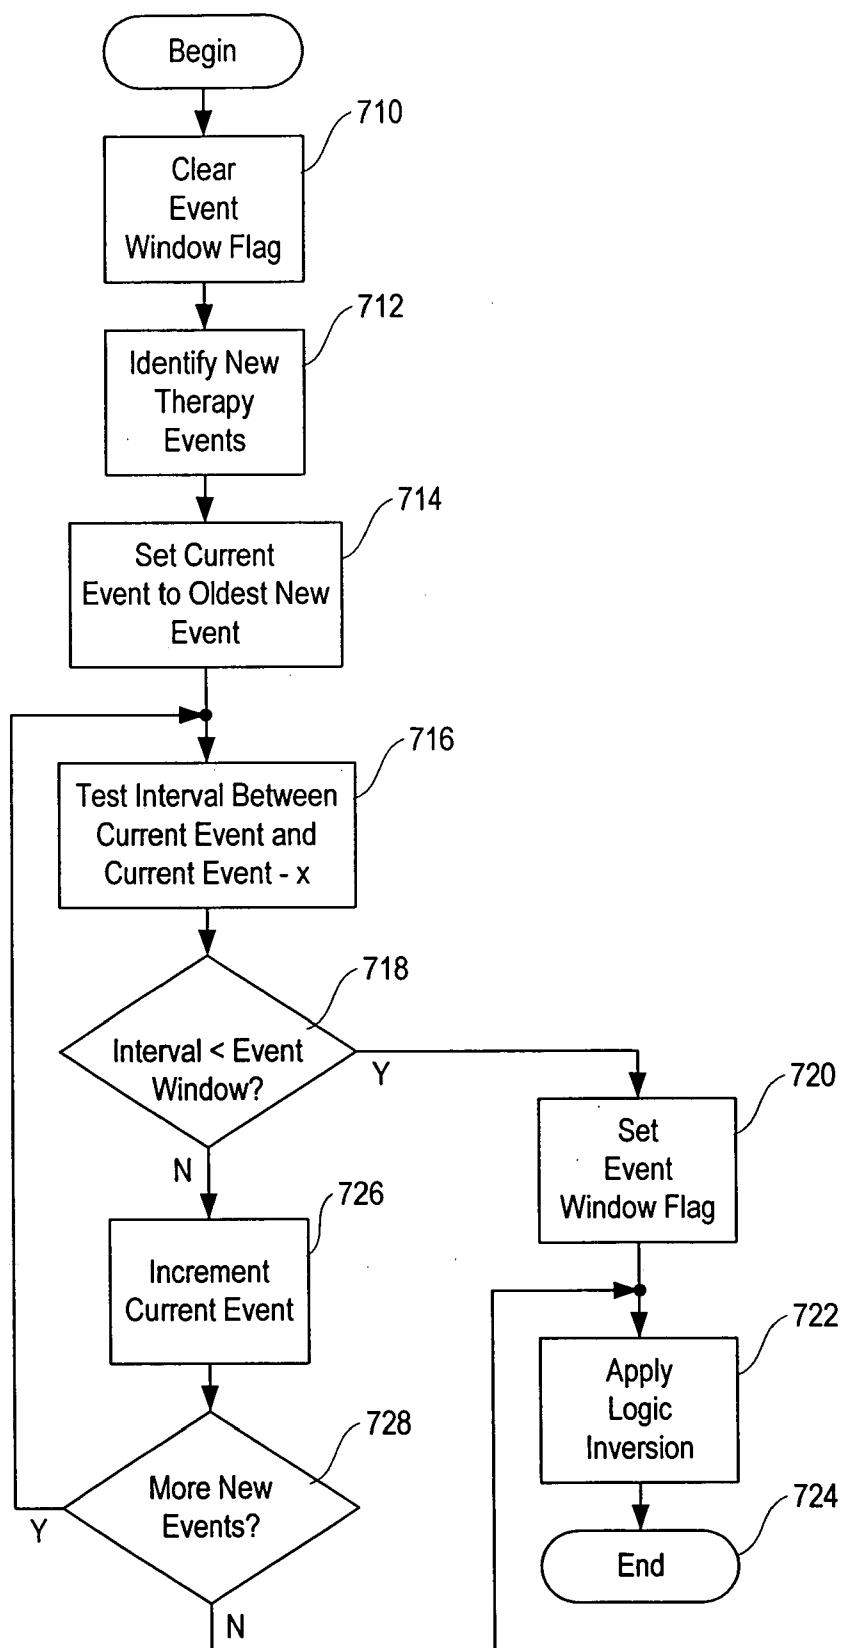 Begin
710
Clear
Event
Window Flag
712
Identify New
Therapy
Events
714
Set Current
Event to Oldest New
Event
716
Test Interval Between
Current Event and
Current Event - x
718
Interval < Event
Window?
Y
N
720
Set
Event
Window Flag
726
Increment
Current Event
722
Apply
Logic
Inversion
728
More New
Events?
Y
N
724
End